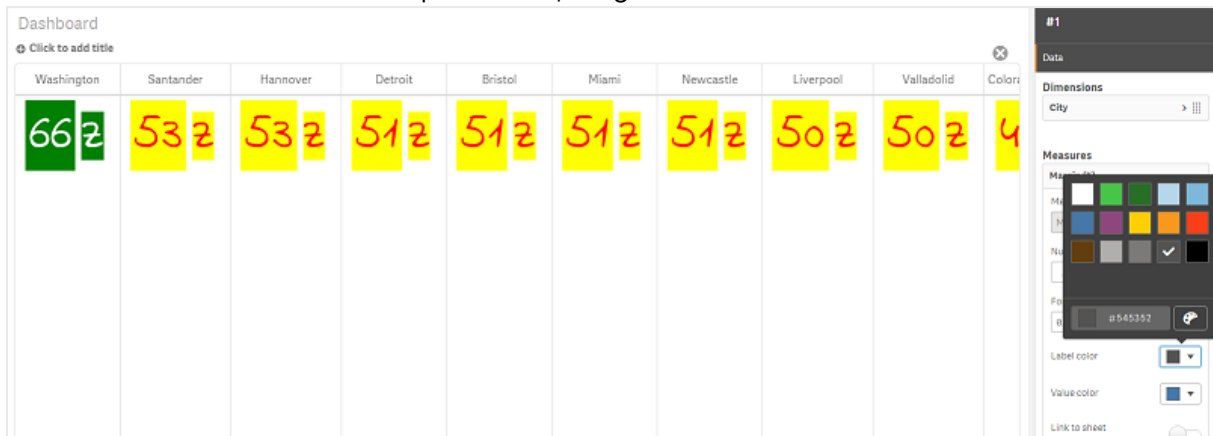 Dashboard
Click to add title
Washington Santander Hannover Detroit Bristol Miami Newcastle Liverpool Valladolid
66 z 53 z 53 z 51 z 51 z 51 z 51 z 50 z 50 z
#1
Data
Dimensions
City
Measures
#545352
Label color
Value color
Link to sheet